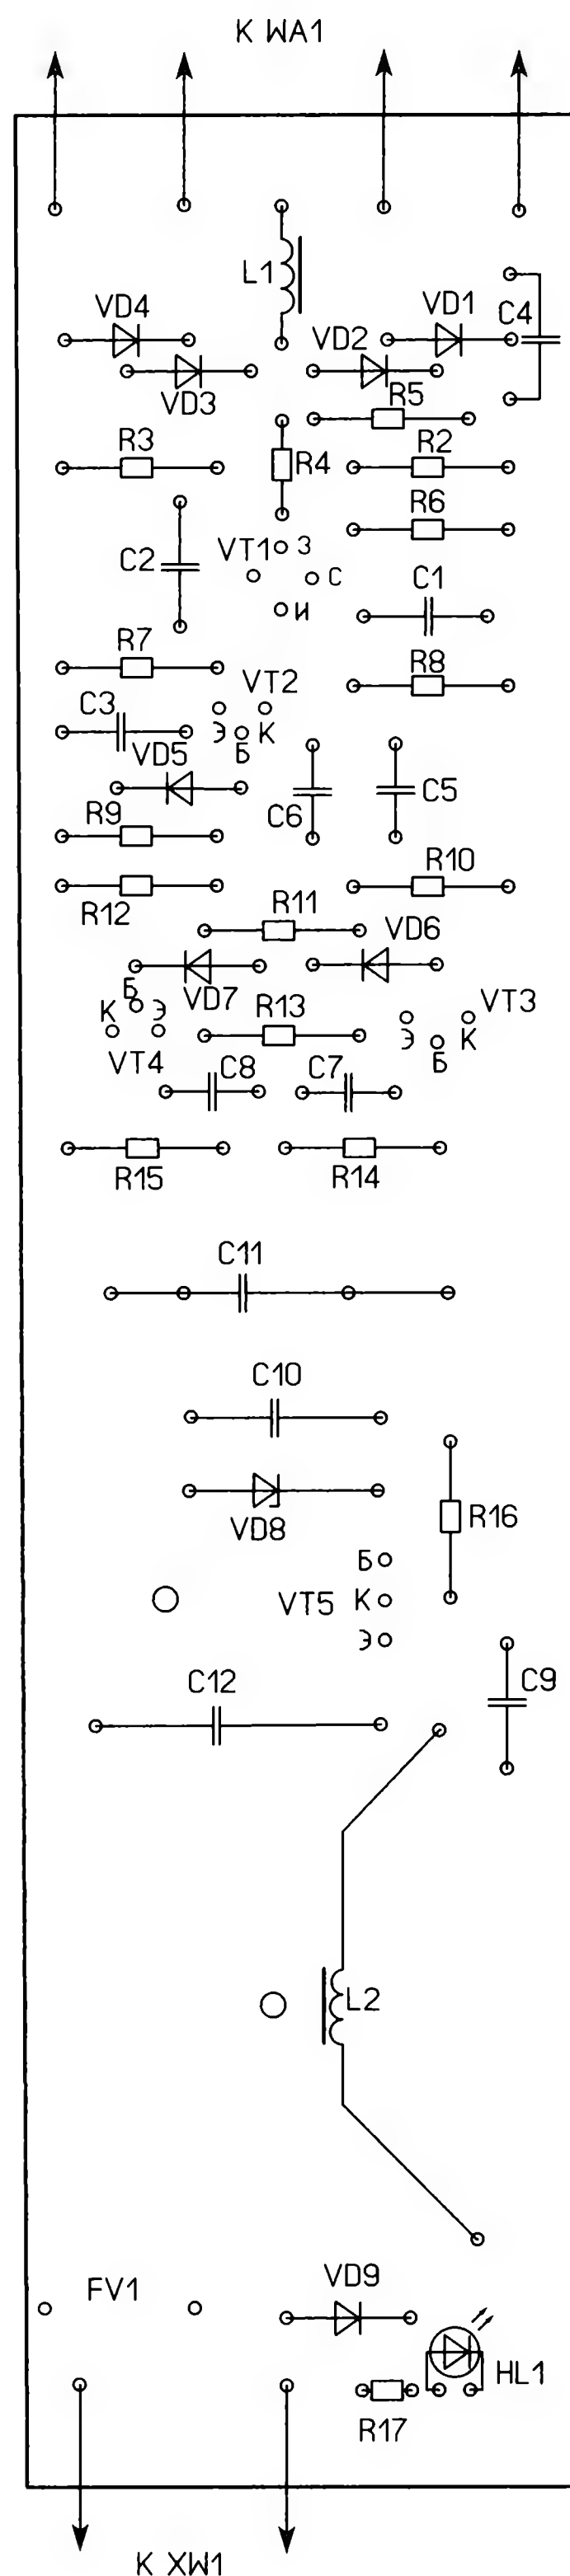 К WA1
L1
VD4
VD1
C4
VD2
VD3
R5
R3
R4
R2
R6
VT1
З
C2
С
C1
И
R7
R8
VT2
C3
Э
К
Б
VD5
C6
C5
R9
R10
R12
R11
VD6
VD7
Б
К
Э
VT3
R13
Э
К
VT4
Б
C8
C7
R15
R14
C11
C10
R16
VD8
Б
VT5
К
Э
C12
C9
L2
VD9
FV1
HL1
R17
К XW1